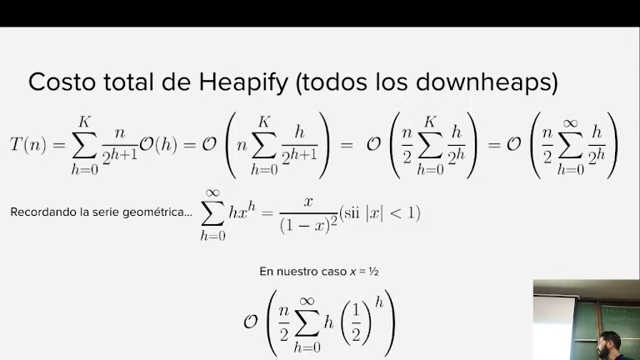 Costo total de Heapify (todos los downheaps)
T(n) = \sum_{h=0}^{K} \frac{n}{2^{h+1}} \mathcal{O}(h) = \mathcal{O}\left(n \sum_{h=0}^{K} \frac{h}{2^{h+1}}\right) = \mathcal{O}\left(\frac{n}{2} \sum_{h=0}^{K} \frac{h}{2^h}\right) = \mathcal{O}\left(\frac{n}{2} \sum_{h=0}^{\infty} \frac{h}{2^h}\right)
Recordando la serie geométrica... \sum_{h=0}^{\infty} hx^h = \frac{x}{(1-x)^2} (sii |x| < 1)
En nuestro caso x = ½
\mathcal{O}\left(\frac{n}{2} \sum_{h=0}^{\infty} h \left(\frac{1}{2}\right)^h\right)